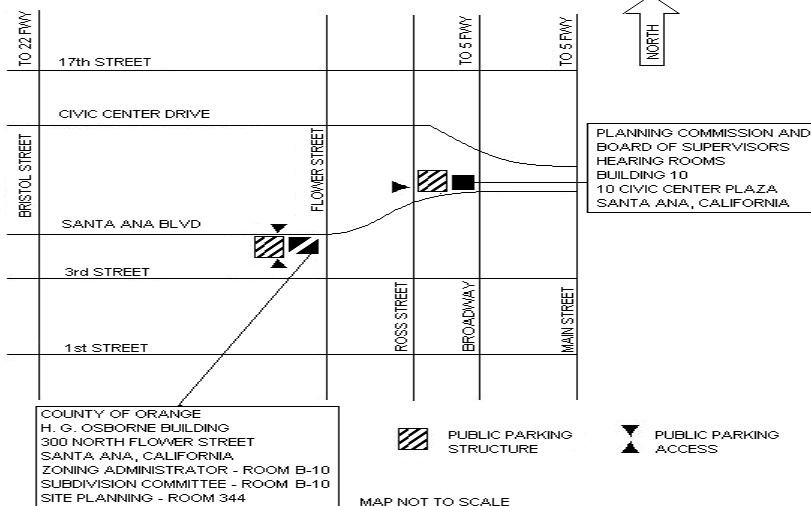 TO 22 FWY
TO 5 FWY
TO 5 FWY
NORTH
17th STREET
CIVIC CENTER DRIVE
BRISTOL STREET
FLOWER STREET
PLANNING COMMISSION AND
BOARD OF SUPERVISORS
HEARING ROOMS
BUILDING 10
10 CIVIC CENTER PLAZA
SANTA ANA, CALIFORNIA
SANTA ANA BLVD
3rd STREET
ROSS STREET
BROADWAY
MAIN STREET
1st STREET
COUNTY OF ORANGE
H. G. OSBORNE BUILDING
300 NORTH FLOWER STREET
SANTA ANA, CALIFORNIA
ZONING ADMINISTRATOR - ROOM B-10
SUBDIVISION COMMITTEE - ROOM B-10
SITE PLANNING - ROOM 344
PUBLIC PARKING
STRUCTURE
PUBLIC PARKING
ACCESS
MAP NOT TO SCALE